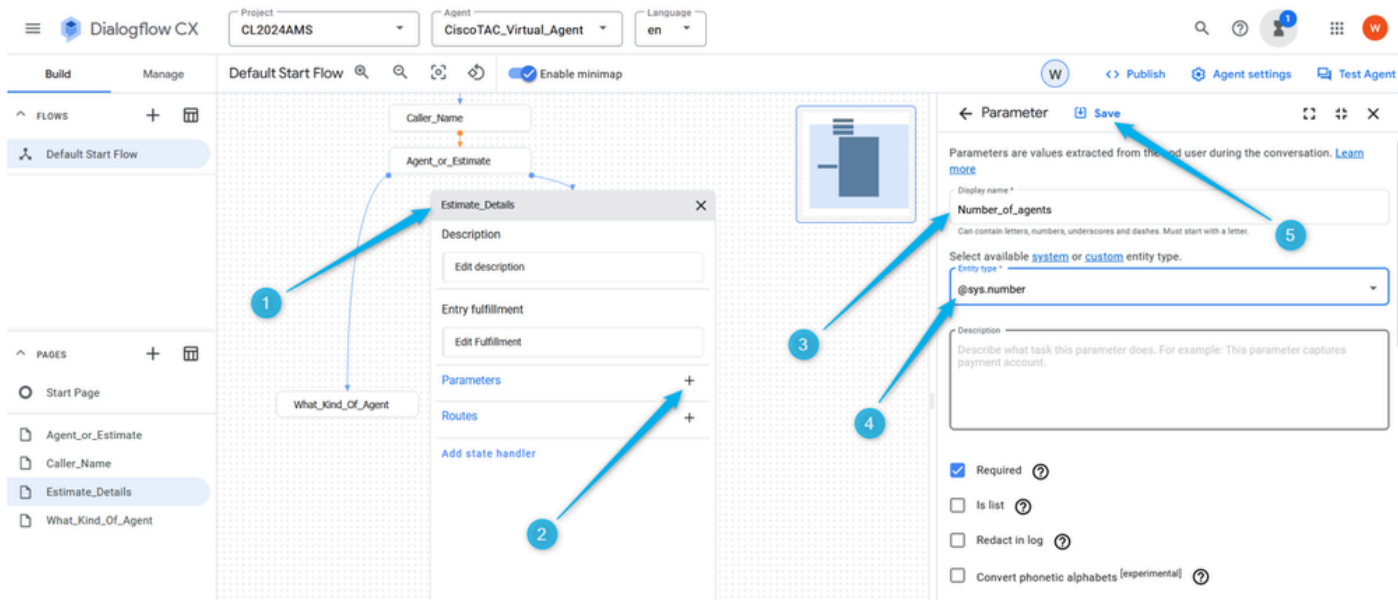 Dialogflow CX
Project
CL2024AMS
Agent
CiscoTAC_Virtual_Agent
Language
en
1
W
Build
Manage
Default Start Flow
Enable minimap
W
<> Publish
Agent settings
Test Agent
FLOWS
Default Start Flow
PAGES
Start Page
Agent_or_Estimate
Caller_Name
Estimate_Details
What_Kind_Of_Agent
Caller_Name
Agent_or_Estimate
What_Kind_Of_Agent
Estimate_Details
Description
Edit description
Entry fulfillment
Edit Fulfillment
Parameters
Routes
Add state handler
1
2
3
4
5
Parameter
Save
Parameters are values extracted from the end user during the conversation. Learn
more
Display name *
Number_of_agents
Can contain letters, numbers, underscores and dashes. Must start with a letter.
Select available system or custom entity type.
Entity type *
@sys.number
Description
Describe what task this parameter does. For example: This parameter captures
payment account.
Required
Is list
Redact in log
Convert phonetic alphabets [experimental]